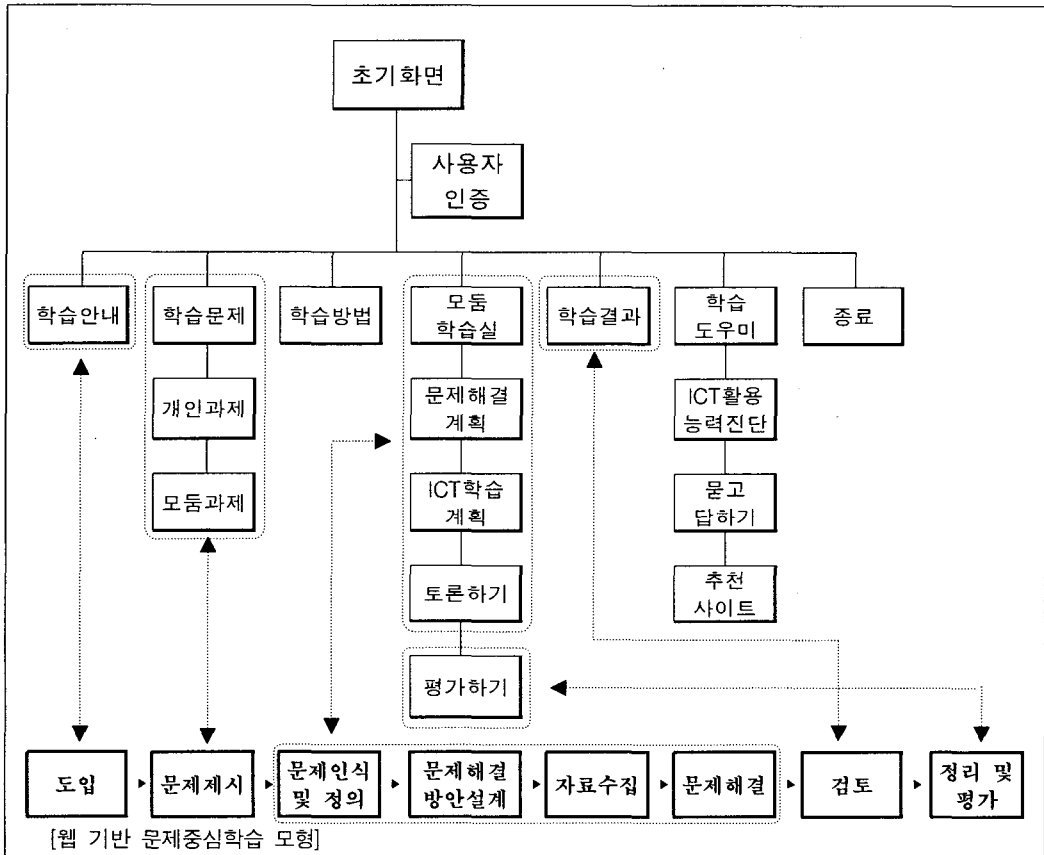 초기화면
사용자
인증
학습안내
학습문제
학습방법
모둠
학습실
학습결과
학습
도우미
종료
개인과제
문제해결
계획
ICT활용
능력진단
모둠과제
ICT학습
계획
묻고
답하기
토론하기
추천
사이트
평가하기
도입
문제제시
문제인식
및 정의
문제해결
방안설계
자료수집
문제해결
검토
정리 및
평가
[웹 기반 문제중심학습 모형]